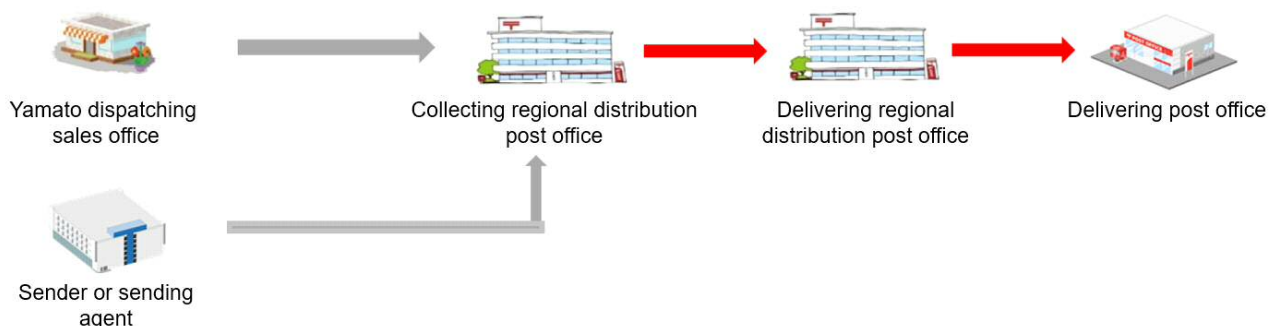 Yamato dispatching
sales office
Collecting regional distribution
post office
Delivering regional
distribution post office
Delivering post office
Sender or sending
agent